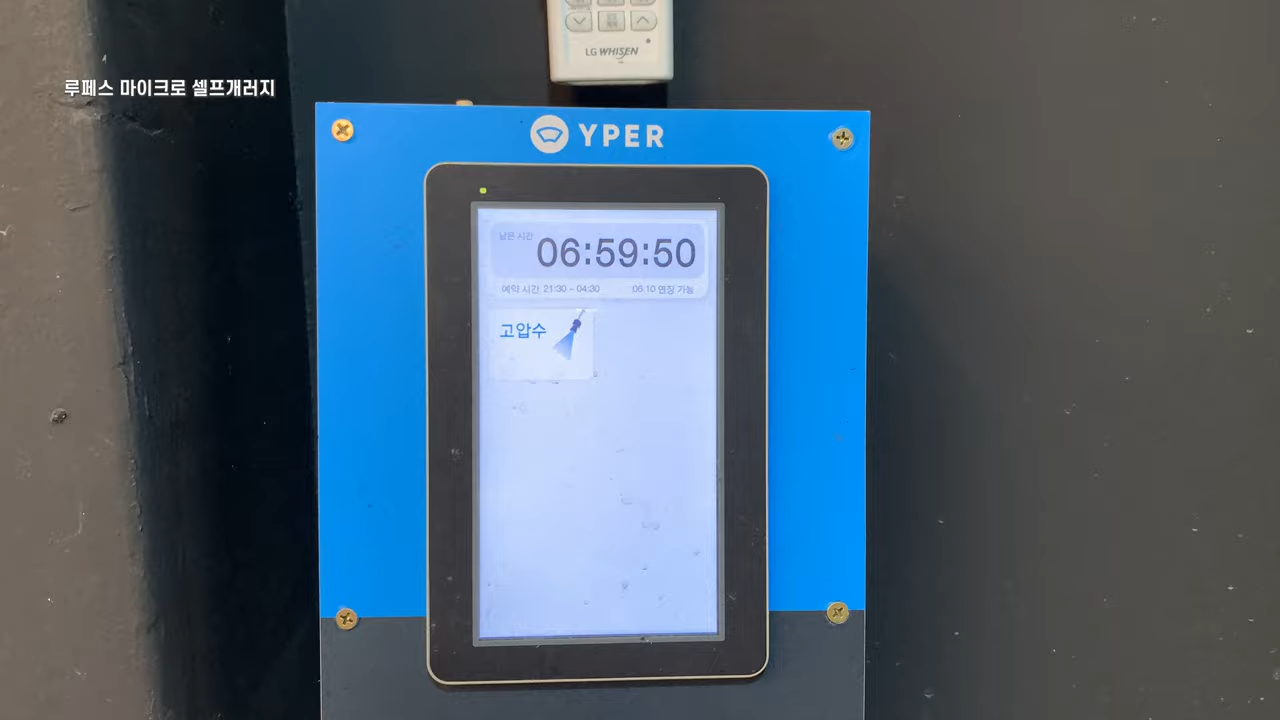 LG WHISEN
루페스 마이크로 셀프개러지
YPER
남은 시간
06:59:50
예약 시간 21:30 - 04:30
06:10 연장 가능
고압수